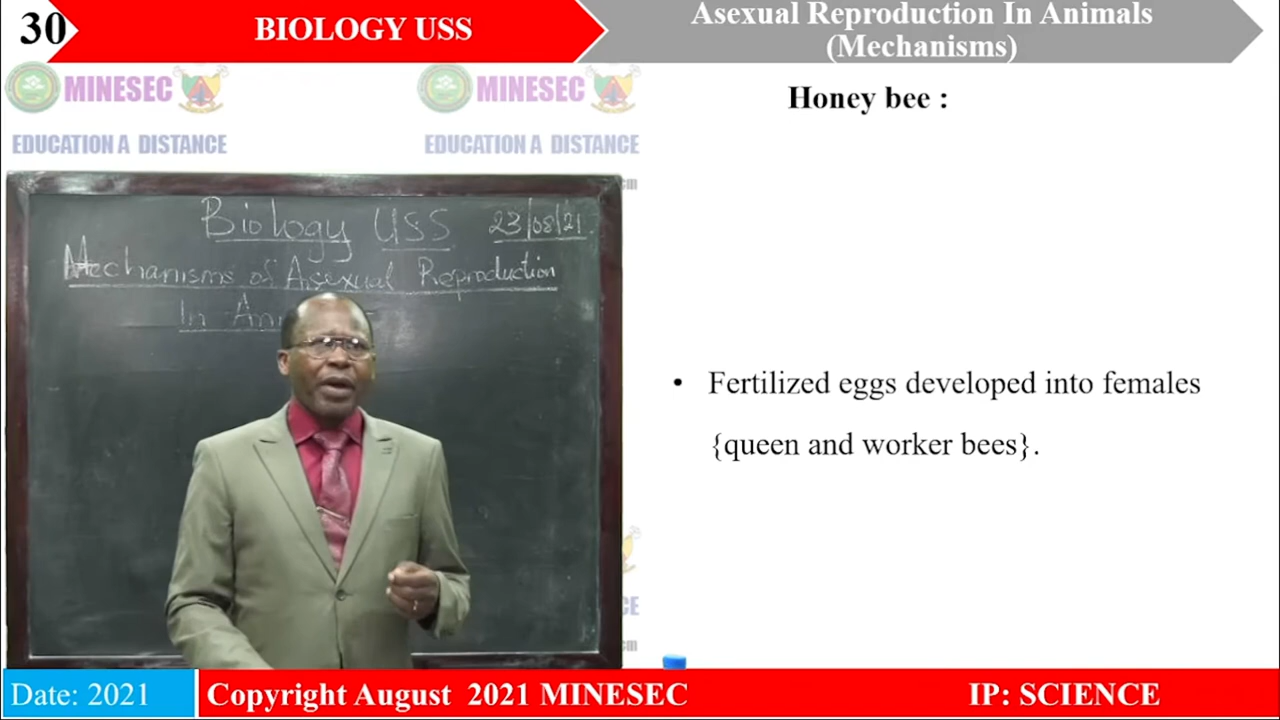 30
BIOLOGY USS
Asexual Reproduction In Animals
(Mechanisms)
MINESEC
MINESEC
EDUCATION A DISTANCE
EDUCATION A DISTANCE
Honey bee :
Biology USS 23/08/21.
Mechanisms of Asexual Reproduction
In
• Fertilized eggs developed into females
{queen and worker bees}.
Date: 2021
Copyright August 2021 MINESEC
IP: SCIENCE